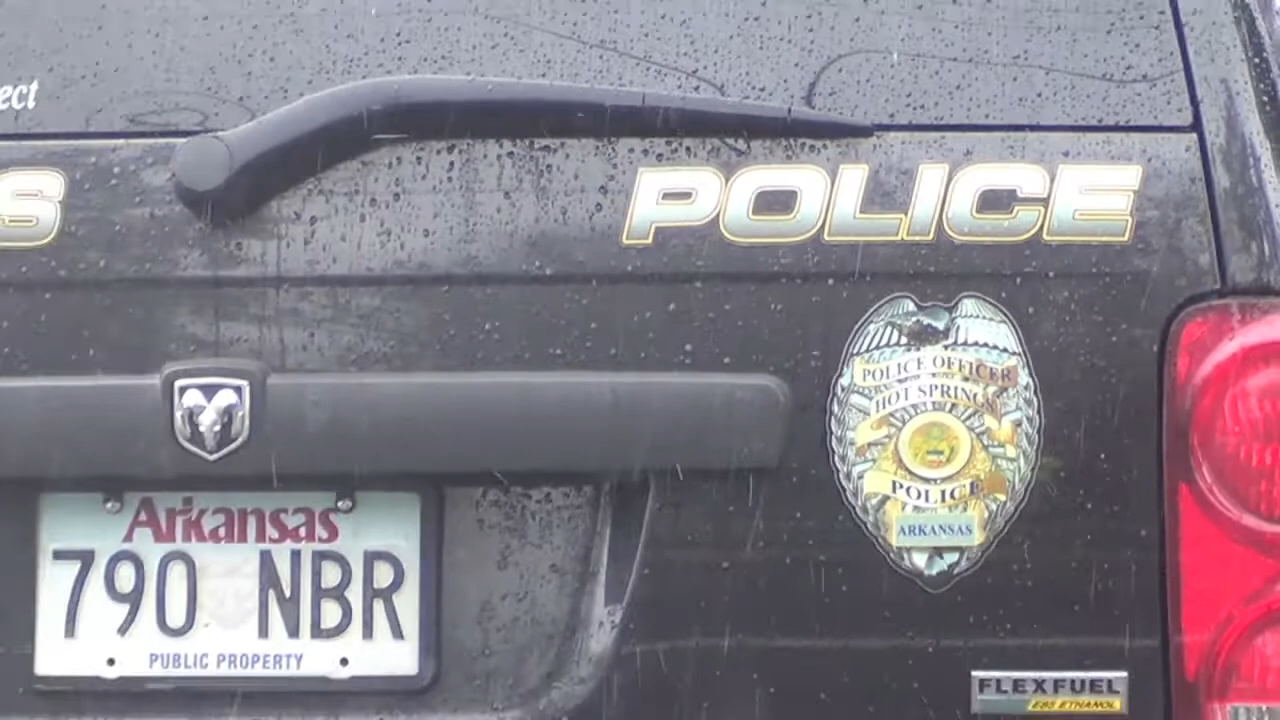 ect
S POLICE
POLICE OFFICER
HOT SPRINGS
POLICE
ARKANSAS
Arkansas
790 NBR
PUBLIC PROPERTY
FLEXFUEL
E85 ETHANOL